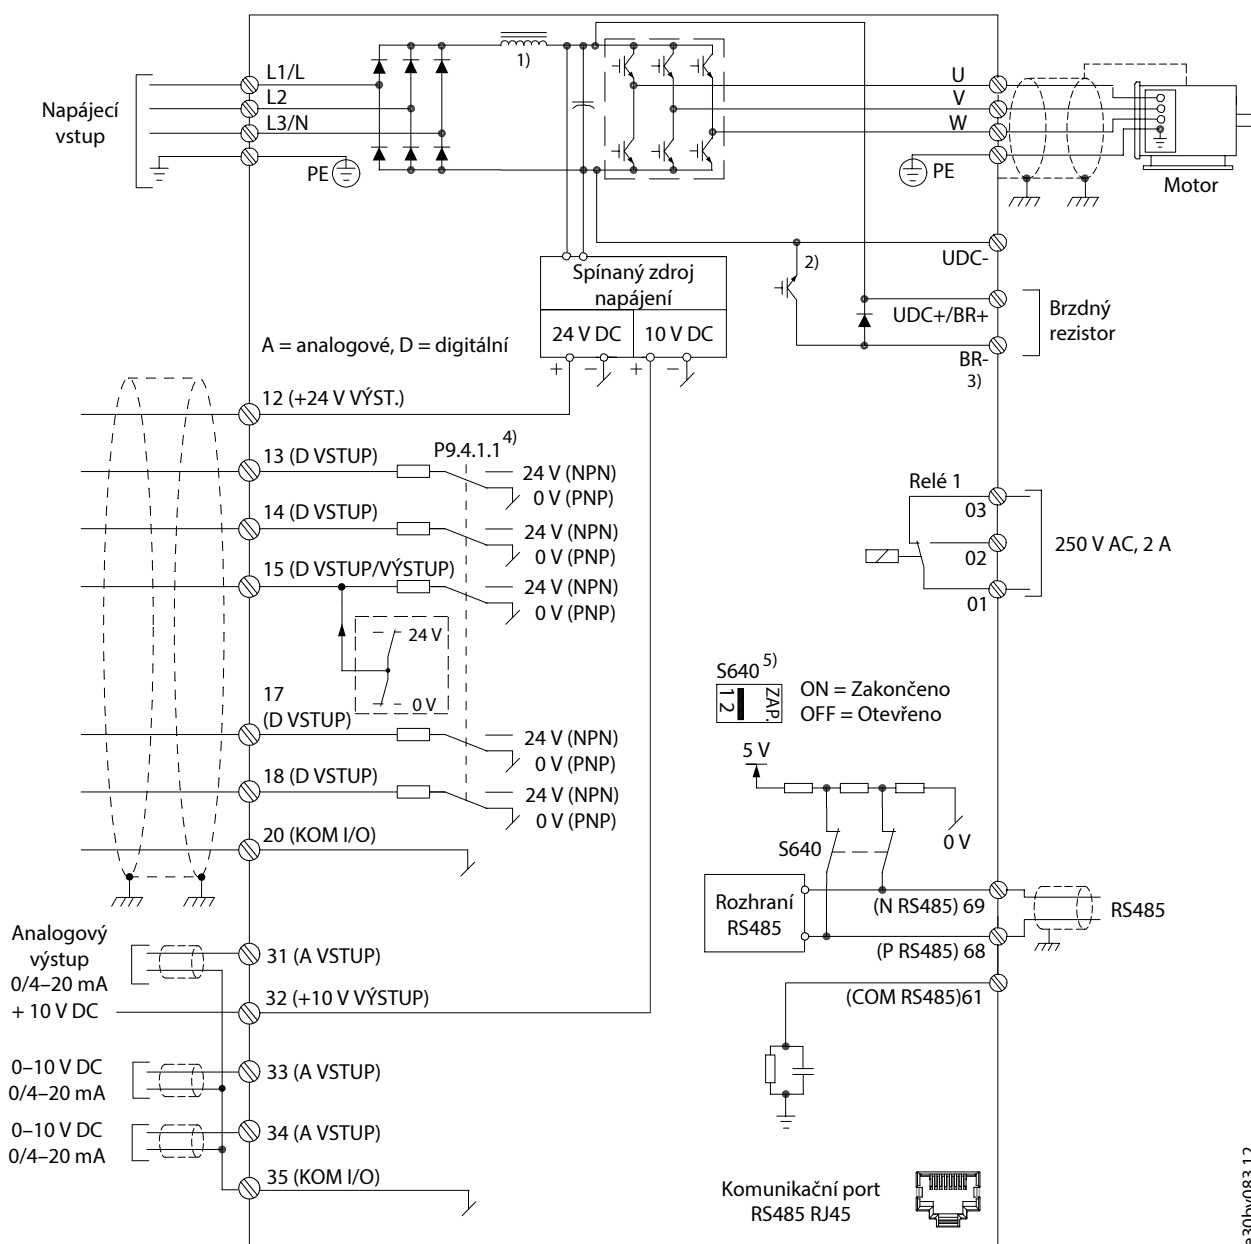 L1/L
L2
L3/N
Napájecí
vstup
PE
1)
U
V
W
PE
Motor
UDC-
2)
UDC+/BR+
BR-
3)
Brzdný
rezistor
Spínaný zdroj
napájení
24 V DC
10 V DC
+ − + −
A = analogové, D = digitální
12 (+24 V VÝST.)
13 (D VSTUP)
P9.4.1.1 4)
24 V (NPN)
0 V (PNP)
14 (D VSTUP)
24 V (NPN)
0 V (PNP)
15 (D VSTUP/VÝSTUP)
24 V (NPN)
0 V (PNP)
24 V
0 V
17
(D VSTUP)
24 V (NPN)
0 V (PNP)
18 (D VSTUP)
24 V (NPN)
0 V (PNP)
20 (KOM I/O)
Relé 1
03
02
01
250 V AC, 2 A
S640 5)
1 2
ZAP.
ON = Zakončeno
OFF = Otevřeno
5 V
0 V
S640
Rozhraní
RS485
(N RS485) 69
(P RS485) 68
RS485
(COM RS485)61
Analogový
výstup
0/4–20 mA
31 (A VSTUP)
+ 10 V DC
32 (+10 V VÝSTUP)
0–10 V DC
0/4–20 mA
33 (A VSTUP)
0–10 V DC
0/4–20 mA
34 (A VSTUP)
35 (KOM I/O)
Komunikační port
RS485 RJ45
e30bv083.12